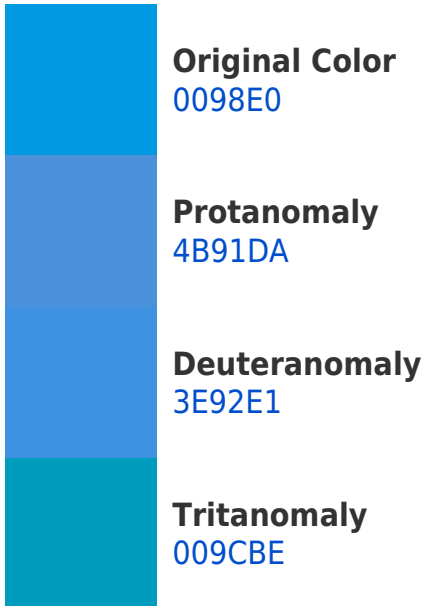 Original Color
0098E0
Protanomaly
4B91DA
Deuteranomaly
3E92E1
Tritanomaly
009CBE